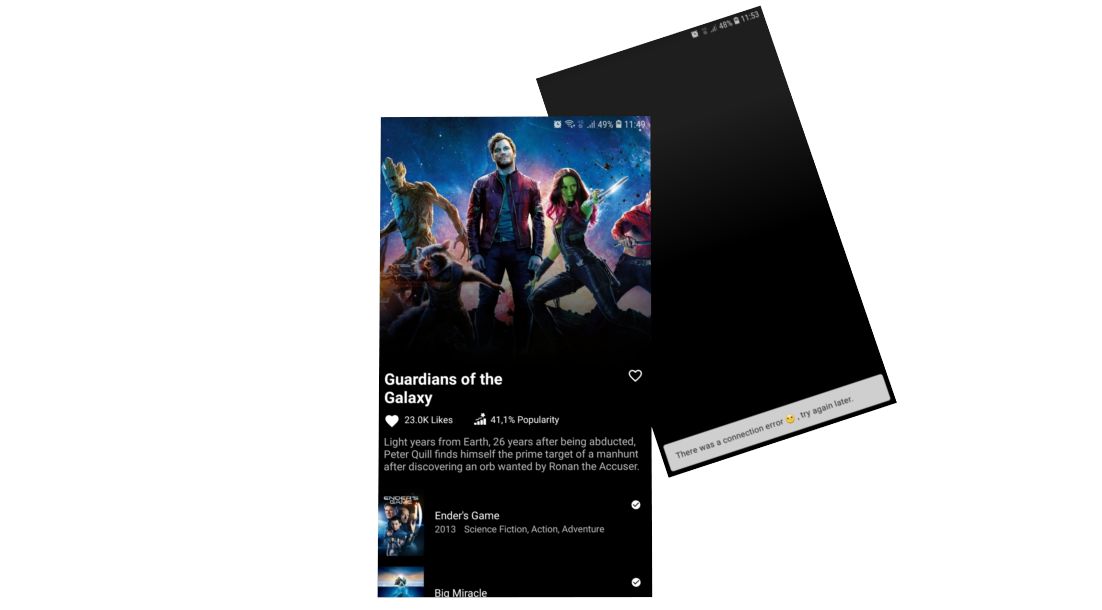 48% 11:53
49% 11:49
Guardians of the
Galaxy
23.0K Likes 41,1% Popularity
Light years from Earth, 26 years after being abducted,
Peter Quill finds himself the prime target of a manhunt
after discovering an orb wanted by Ronan the Accuser.
ENDER'S
GAME
Ender's Game
2013 Science Fiction, Action, Adventure
Big Miracle
There was a connection error 😁, try again later.